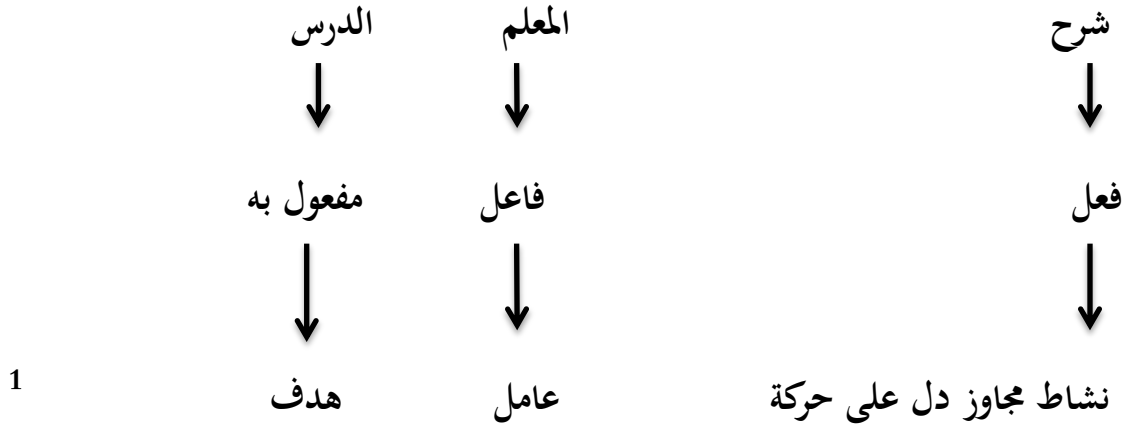 شرح المعلم الدرس
فعل فاعل مفعول به
نشاط مجاوز دل على حركة عامل هدف 1